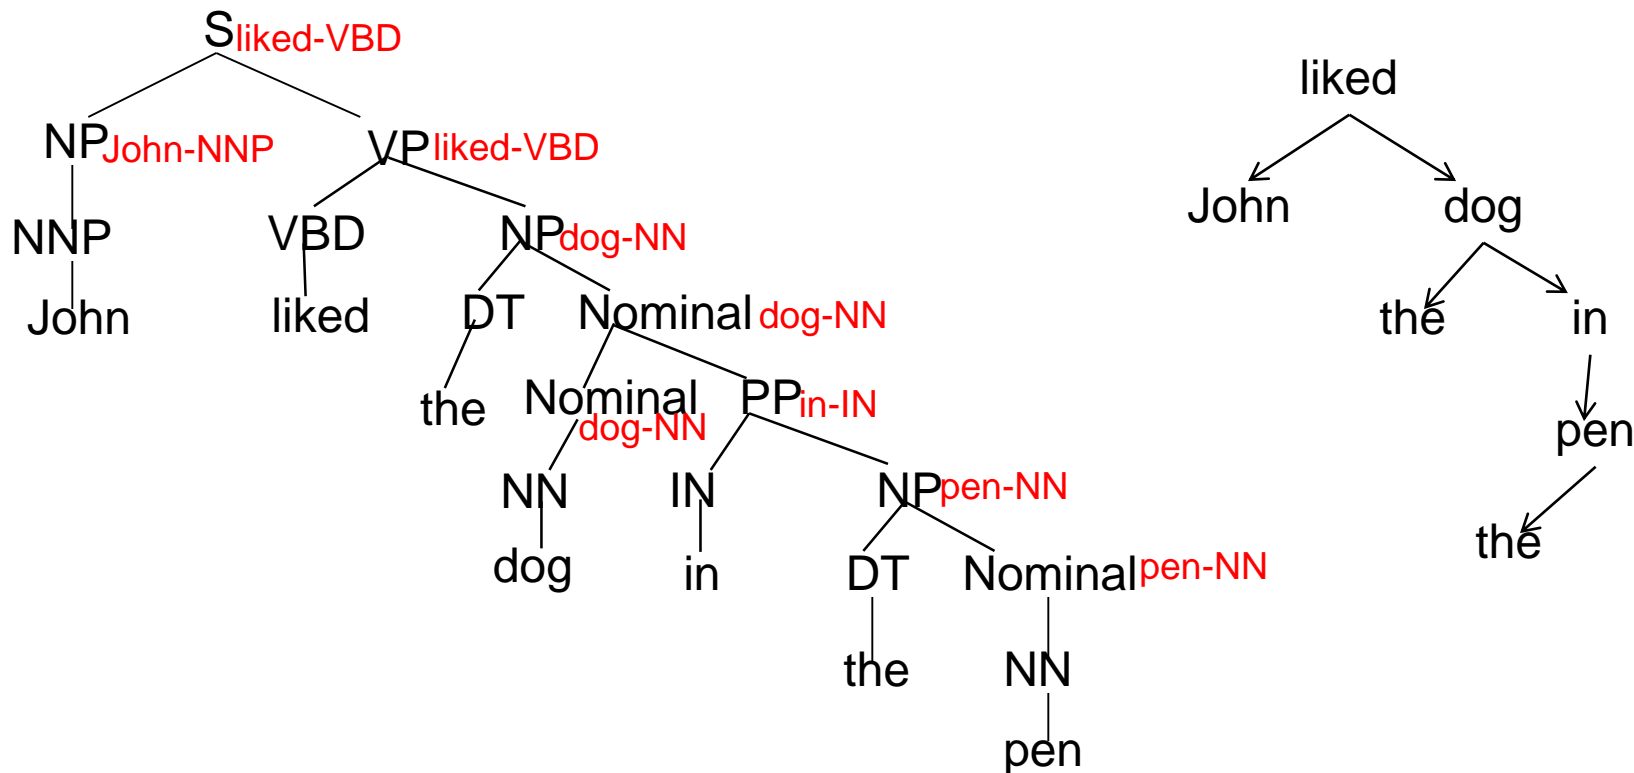 S liked-VBD
liked
NP John-NNP VP liked-VBD
John dog
NNP VBD NP dog-NN
John liked DT Nominal dog-NN
the in
the Nominal dog-NN PP in-IN
pen
NN IN NP pen-NN
the
dog in DT Nominal pen-NN
the NN
pen